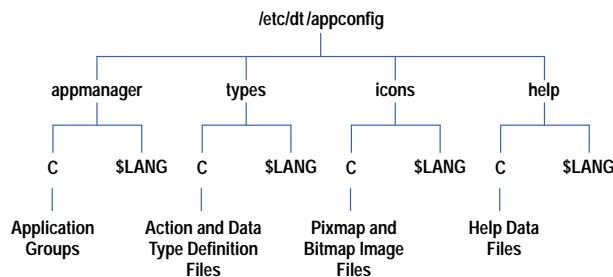 /etc/dt/appconfig
appmanager types icons help
C $LANG C $LANG C $LANG C $LANG
Application
Groups
Action and Data
Type Definition
Files
Pixmap and
Bitmap Image
Files
Help Data
Files